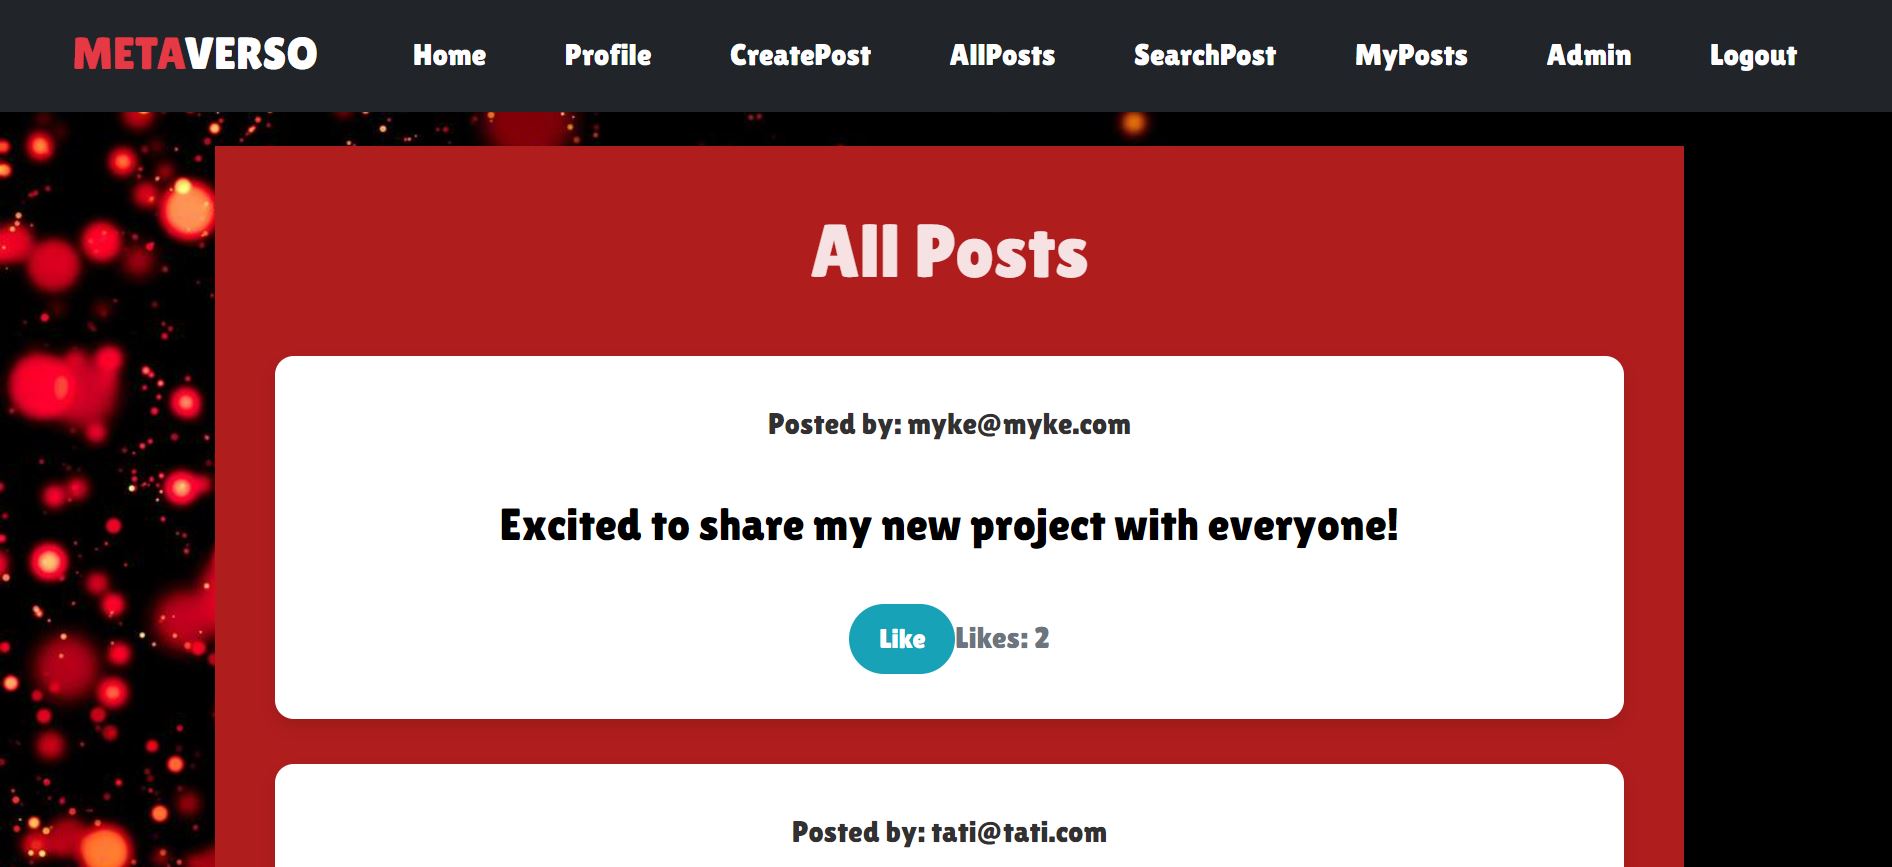 METAVERSO Home Profile CreatePost AllPosts SearchPost MyPosts Admin Logout
All Posts
Posted by: myke@myke.com
Excited to share my new project with everyone!
Like Likes: 2
Posted by: tati@tati.com